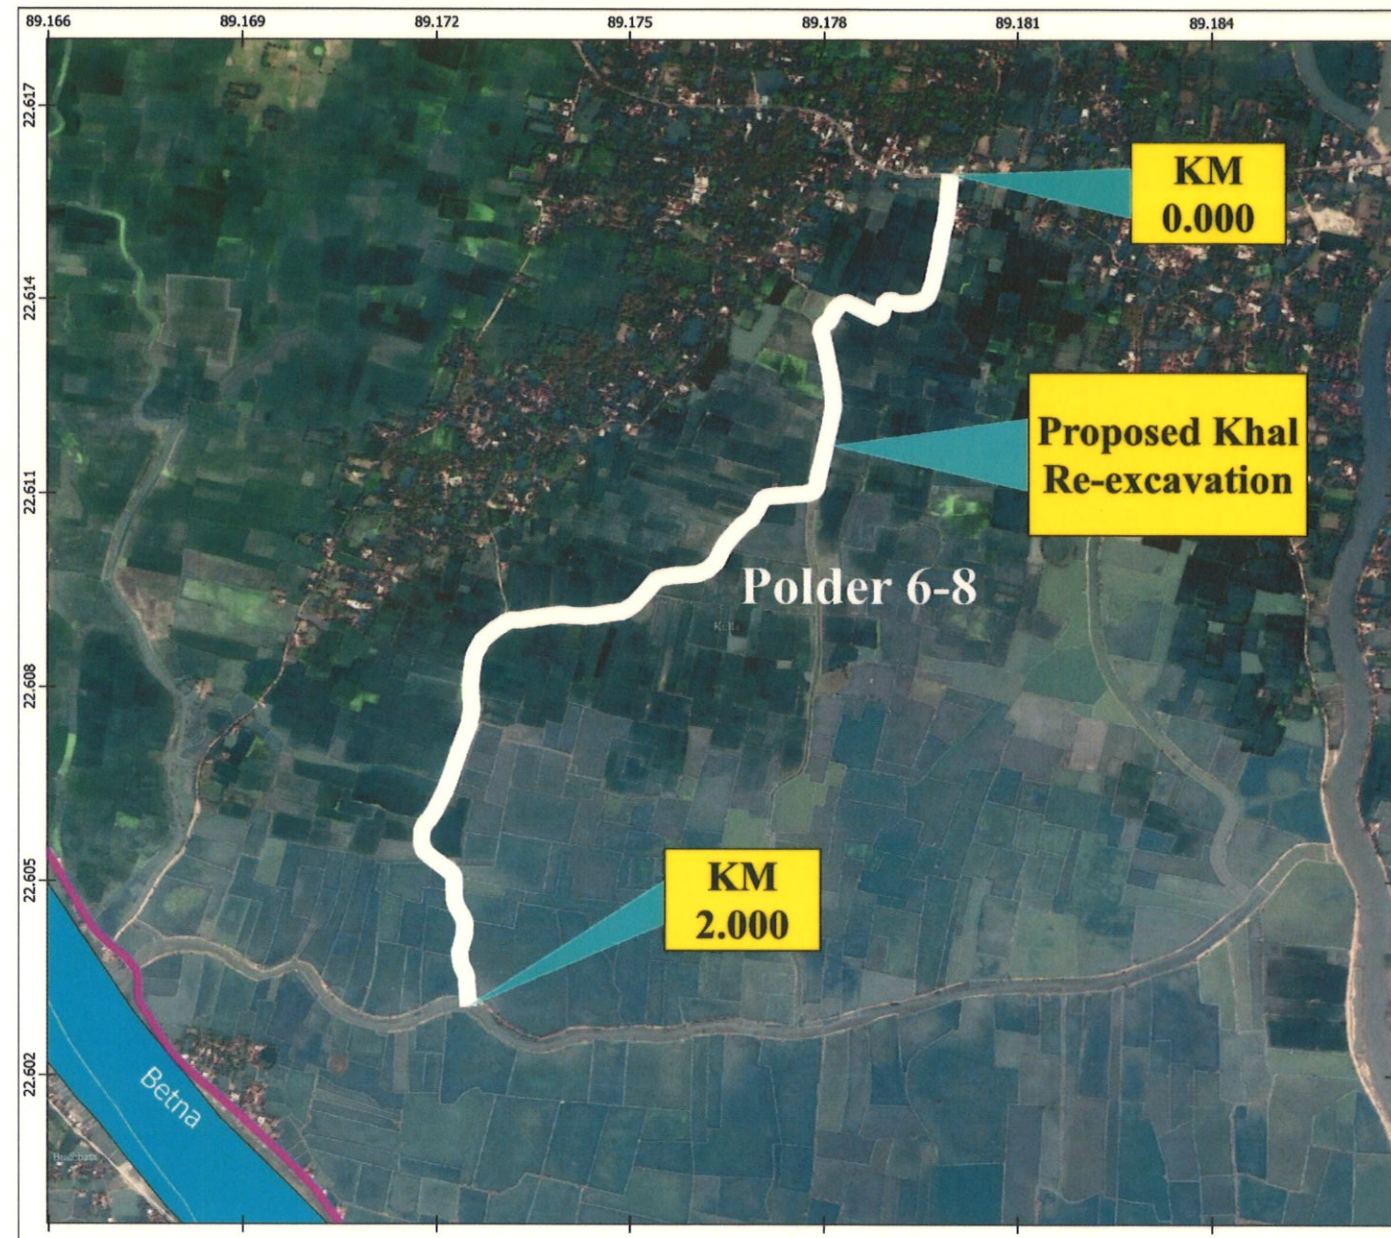 89.166 89.169 89.172 89.175 89.178 89.181 89.184
22.617
KM
0.000
22.614
Proposed Khal
Re-excavation
22.611
Polder 6-8
Kulla
22.608
KM
2.000
22.605
22.602
Betna
Budhhata